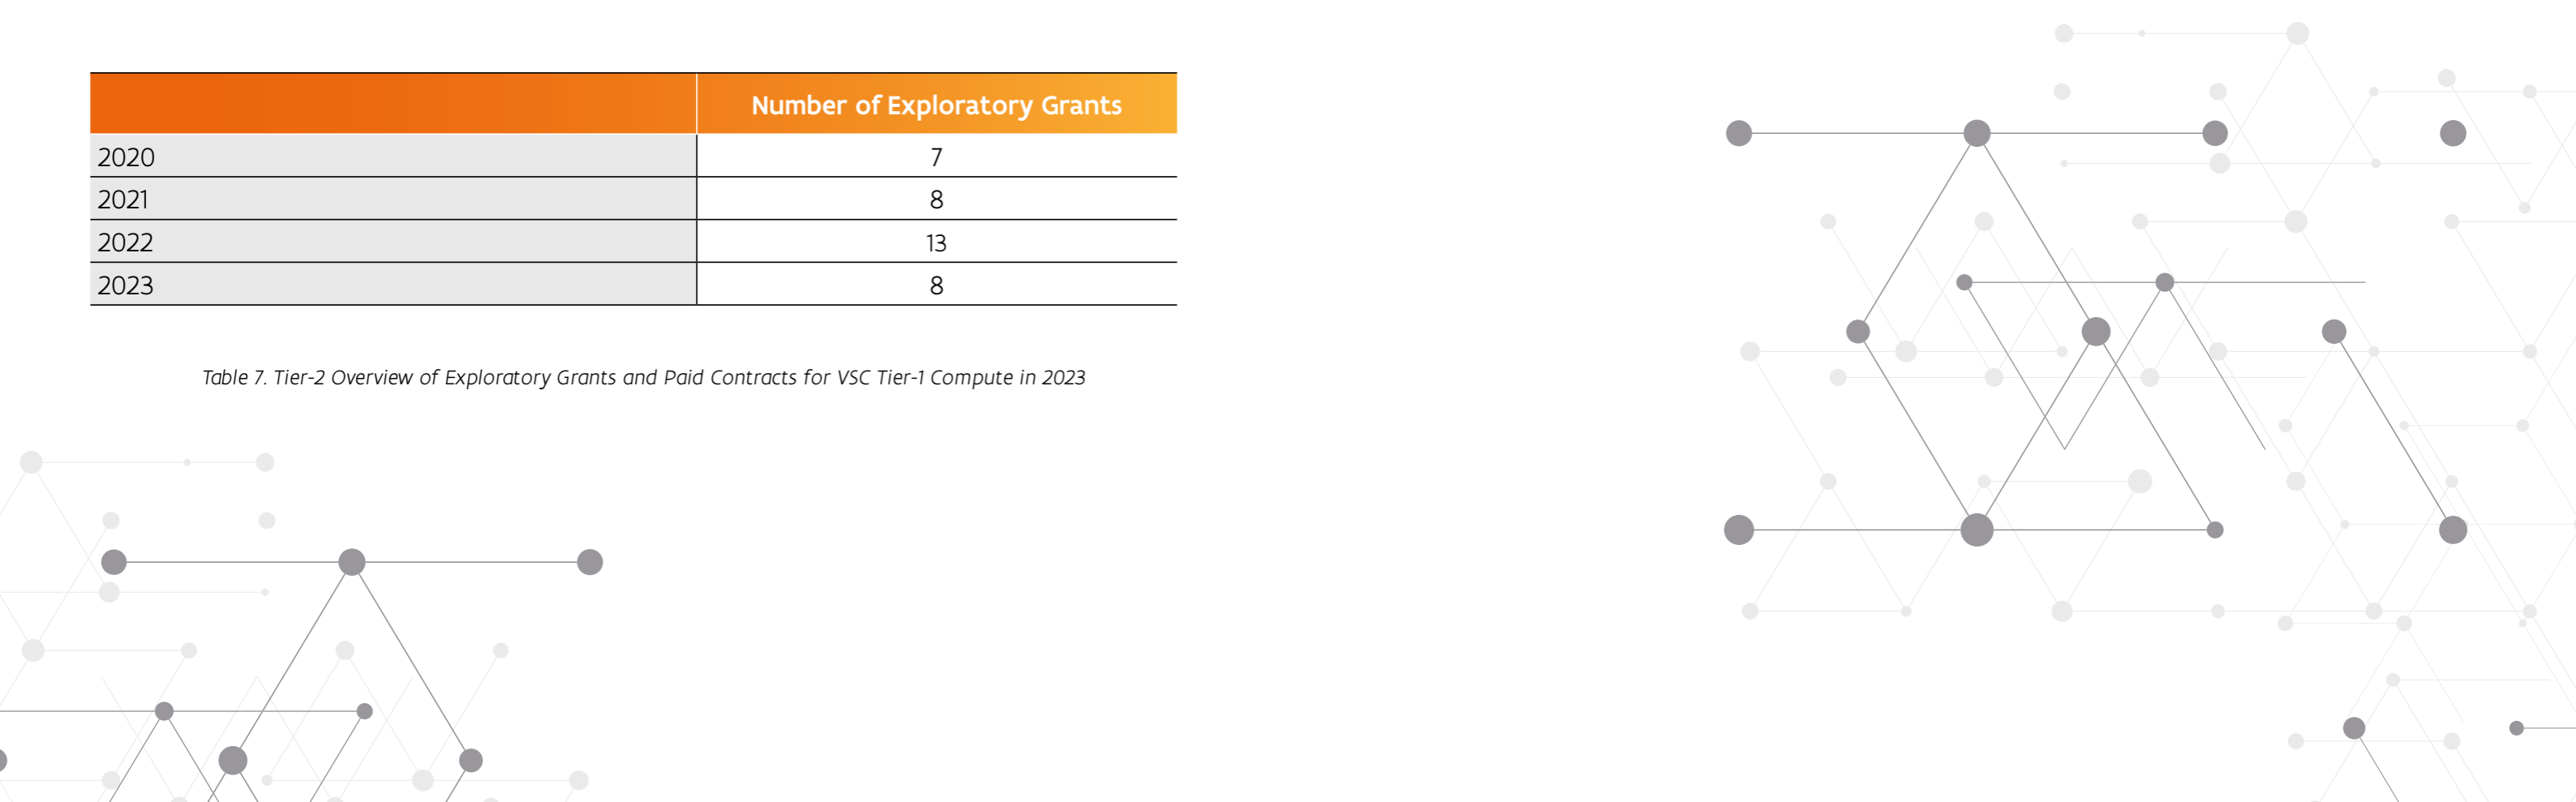 Number of Exploratory Grants
2020 7
2021 8
2022 13
2023 8
Table 7. Tier-2 Overview of Exploratory Grants and Paid Contracts for VSC Tier-1 Compute in 2023